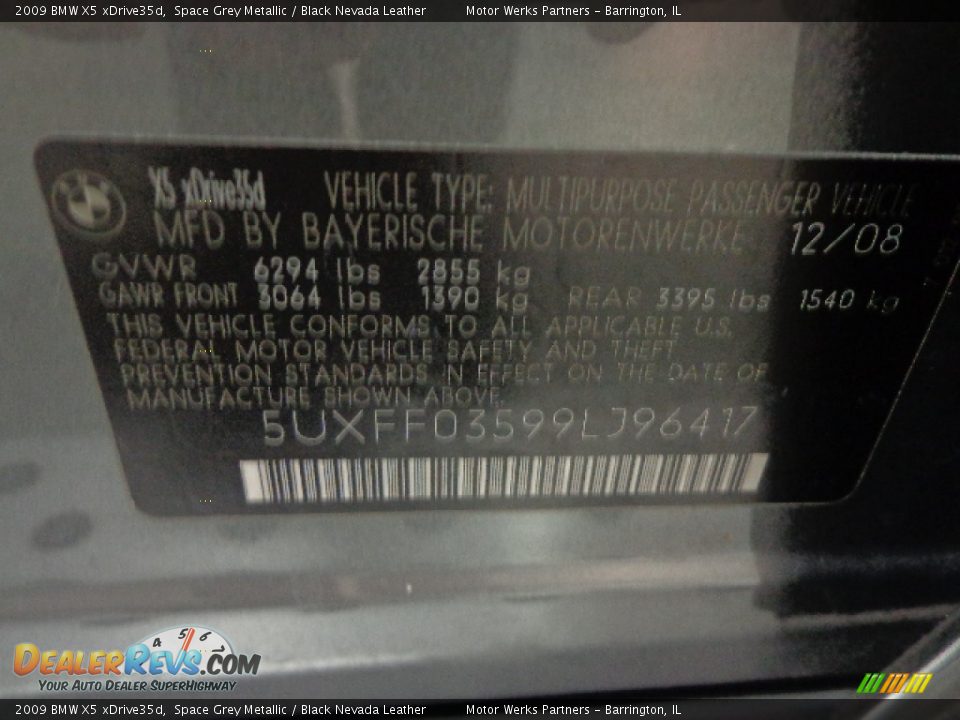 2009 BMW X5 xDrive35d, Space Grey Metallic / Black Nevada Leather Motor Werks Partners - Barrington, IL
X5 xDrive35d VEHICLE TYPE: MULTIPURPOSE PASSENGER VEHICLE
MFD BY BAYERISCHE MOTORENWERKE 12/08
GVWR 6294 lbs 2855 kg
GAWR FRONT 3064 lbs 1390 kg REAR 3395 lbs 1540 kg
THIS VEHICLE CONFORMS TO ALL APPLICABLE U.S.
FEDERAL MOTOR VEHICLE SAFETY AND THEFT
PREVENTION STANDARDS IN EFFECT ON THE DATE OF
MANUFACTURE SHOWN ABOVE.
5UXFF03599LJ96417
4 5 6
DEALERREVS.COM
YOUR AUTO DEALER SUPERHIGHWAY
2009 BMW X5 xDrive35d, Space Grey Metallic / Black Nevada Leather Motor Werks Partners - Barrington, IL